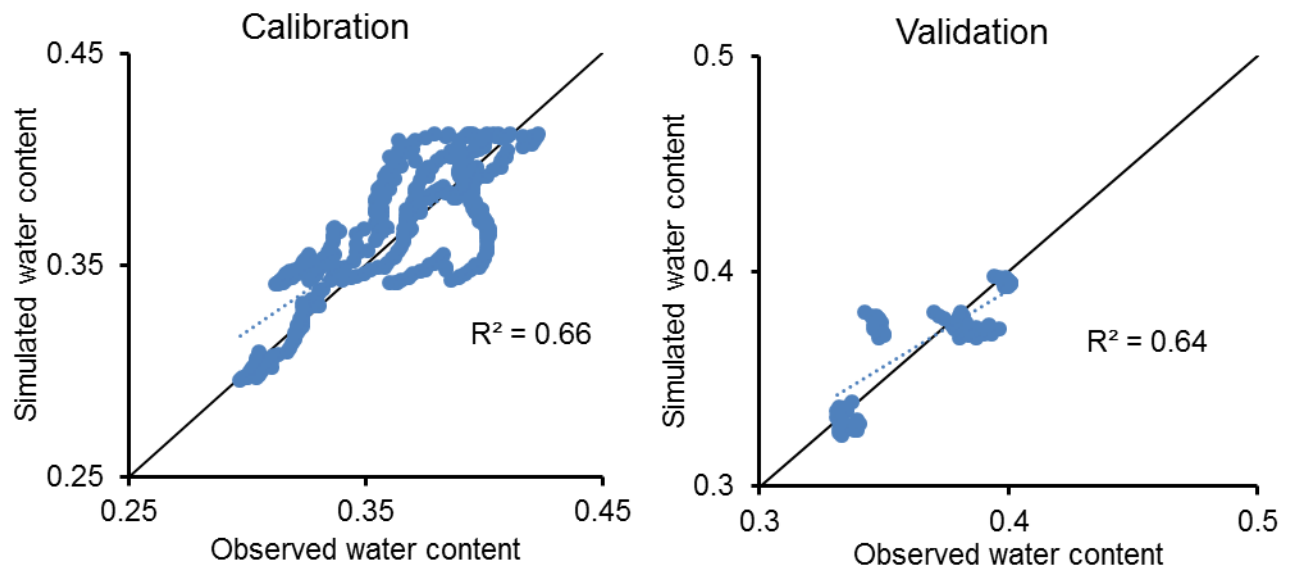 Calibration
0.45
0.35
0.25
Simulated water content
R² = 0.66
0.25 0.35 0.45
Observed water content
Validation
0.5
0.4
0.3
Simulated water content
R² = 0.64
0.3 0.4 0.5
Observed water content